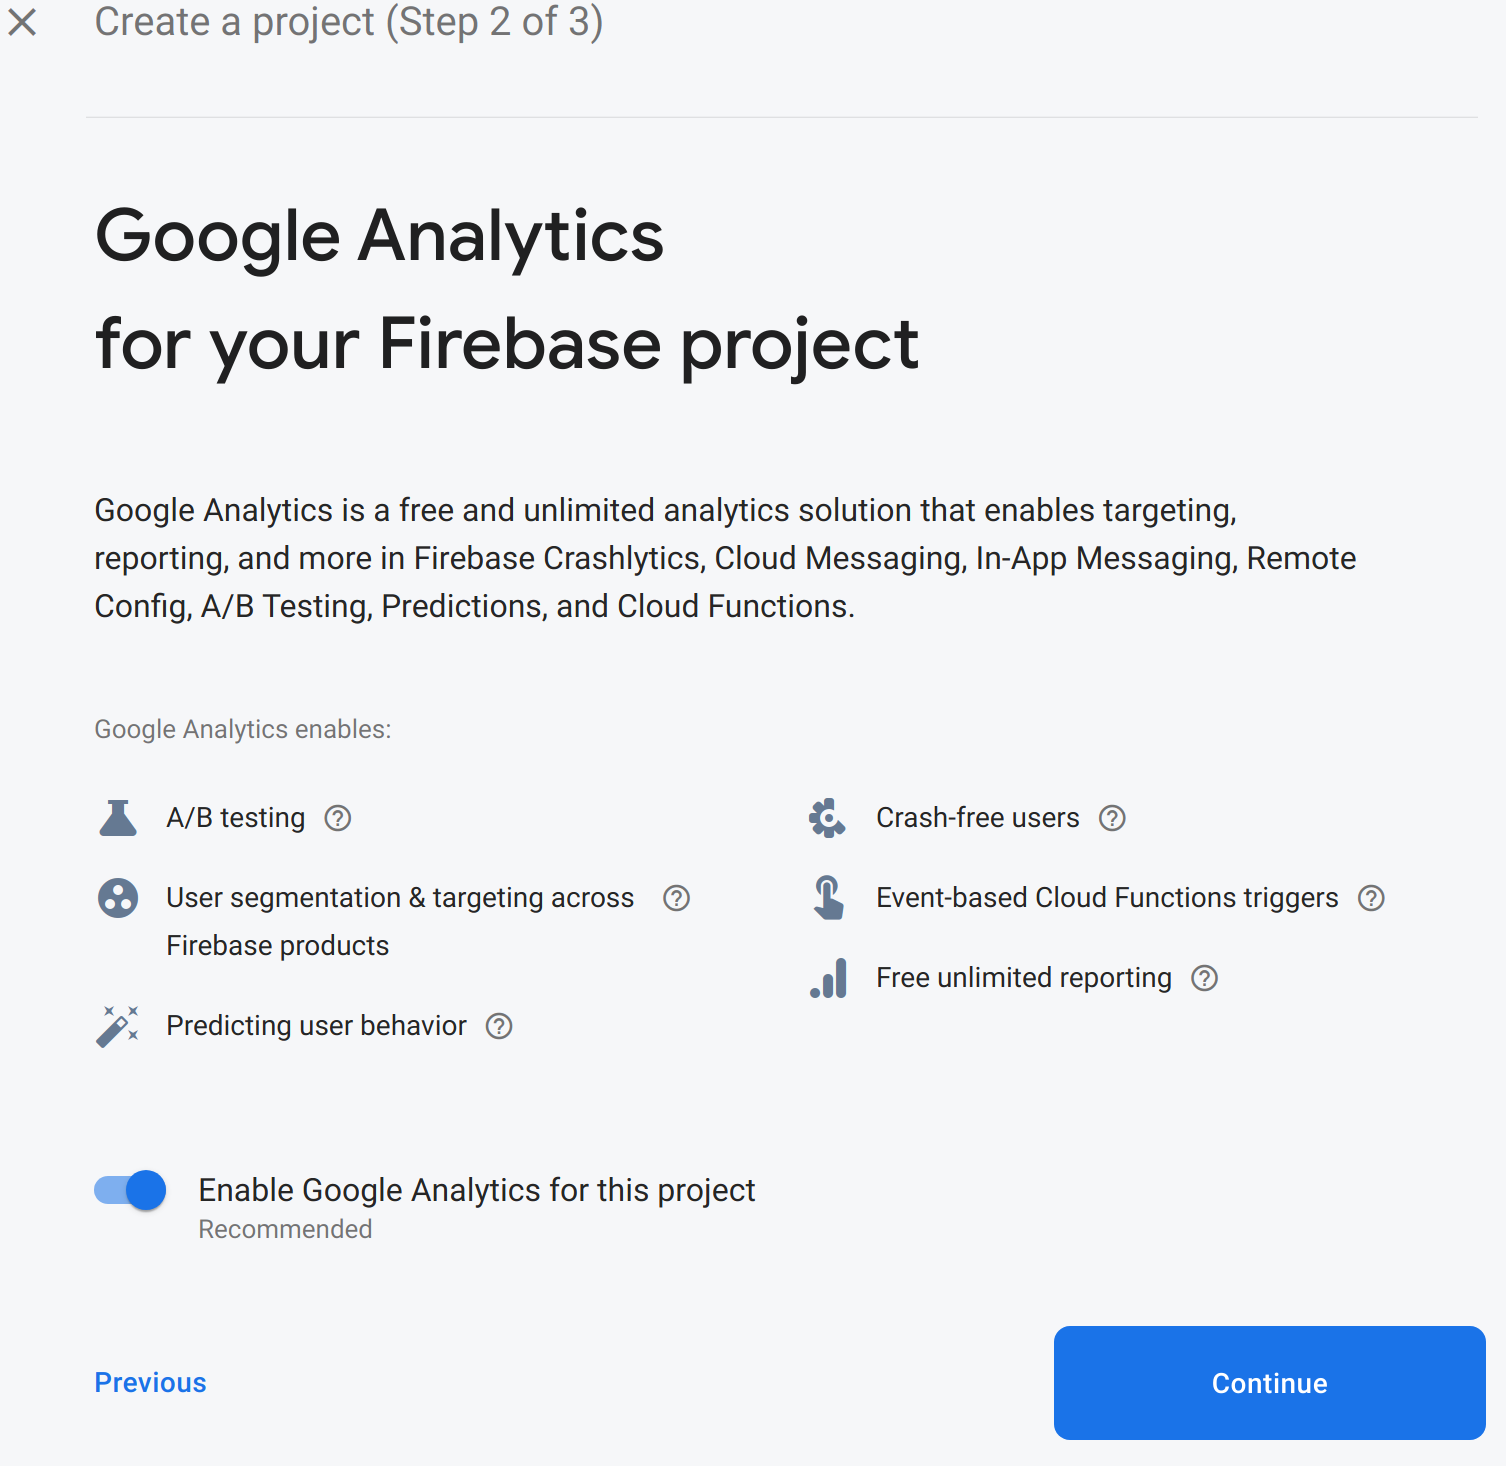 Create a project (Step 2 of 3)
Google Analytics
for your Firebase project
Google Analytics is a free and unlimited analytics solution that enables targeting,
reporting, and more in Firebase Crashlytics, Cloud Messaging, In-App Messaging, Remote
Config, A/B Testing, Predictions, and Cloud Functions.
Google Analytics enables:
A/B testing
User segmentation & targeting across
Firebase products
Predicting user behavior
Crash-free users
Event-based Cloud Functions triggers
Free unlimited reporting
Enable Google Analytics for this project
Recommended
Previous
Continue